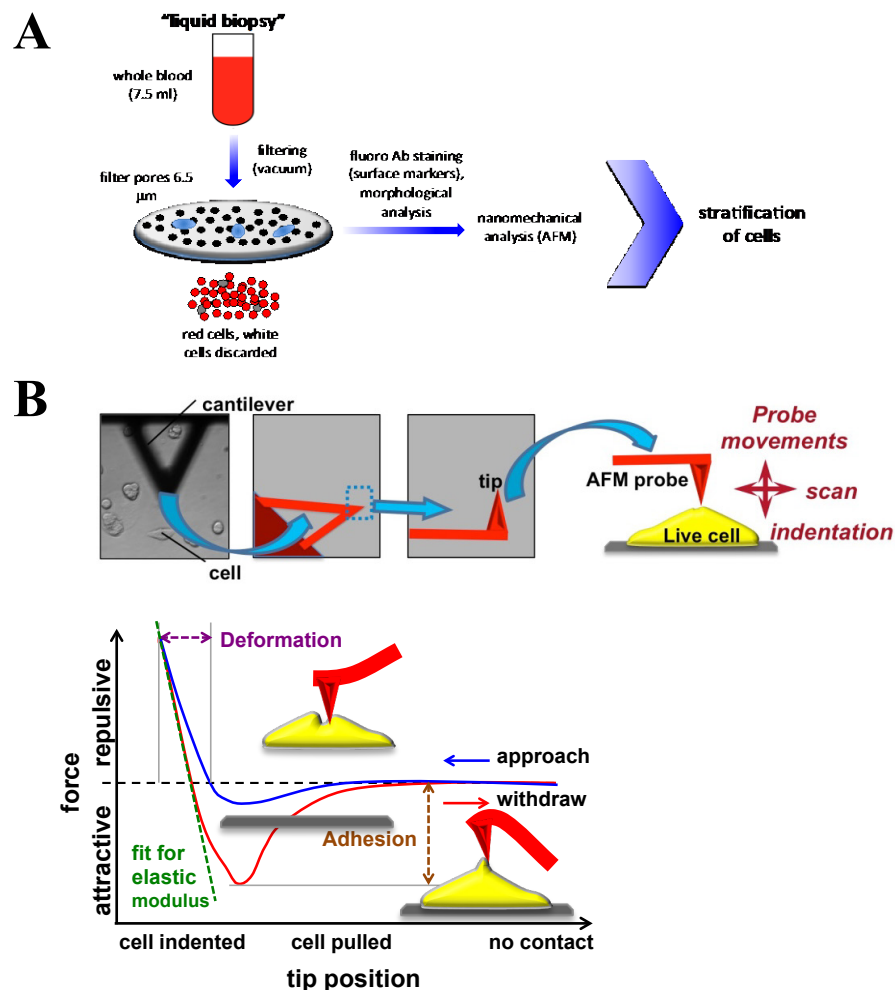 A
"liquid biopsy"
whole blood
(7.5 ml)
filtering
(vacuum)
filter pores 6.5
μm
fluoro Ab staining
(surface markers),
morphological
analysis
nanomechanical
analysis (AFM)
stratification
of cells
red cells, white
cells discarded
B
cantilever
cell
tip
AFM probe
Live cell
Probe
movements
scan
indentation
Deformation
approach
withdraw
Adhesion
fit for
elastic
modulus
force
repulsive
attractive
cell indented
cell pulled
no contact
tip position